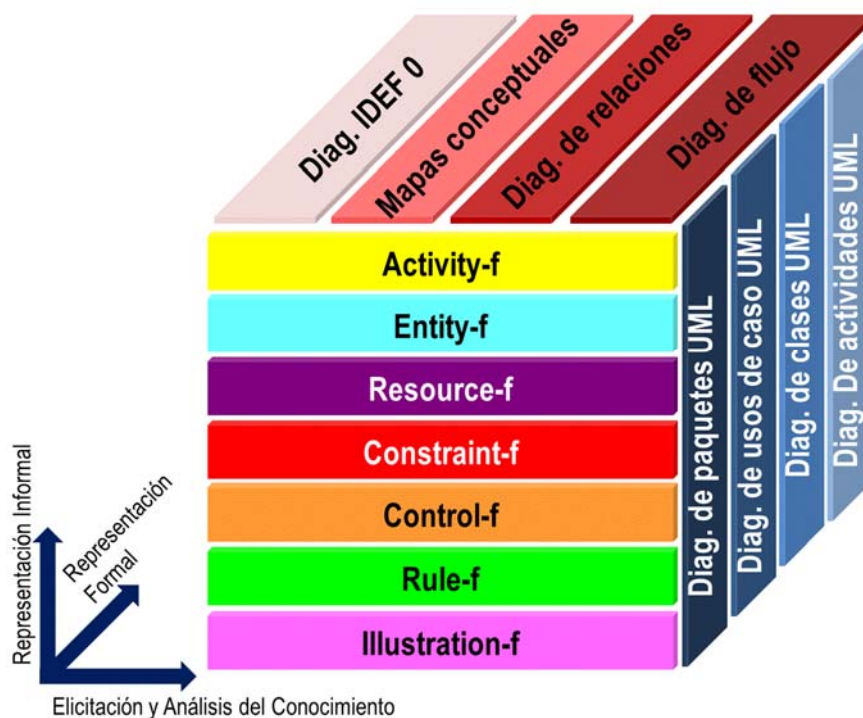 Diag. IDEF 0
Mapas conceptuales
Diag. de relaciones
Diag. de flujo
Activity-f
Entity-f
Resource-f
Constraint-f
Control-f
Rule-f
Illustration-f
Diag. de paquetes UML
Diag. de usos de caso UML
Diag. de clases UML
Diag. De actividades UML
Representación Informal
Representación
Formal
Elicitación y Análisis del Conocimiento